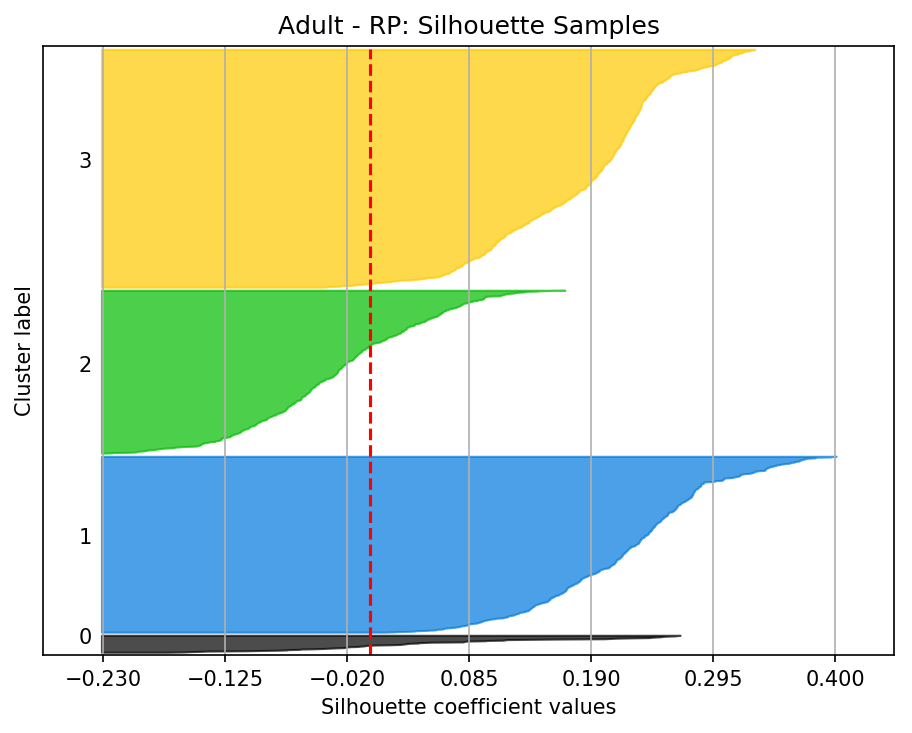 Adult - RP: Silhouette Samples
Cluster label
3
2
1
0
−0.230 −0.125 −0.020 0.085 0.190 0.295 0.400
Silhouette coefficient values